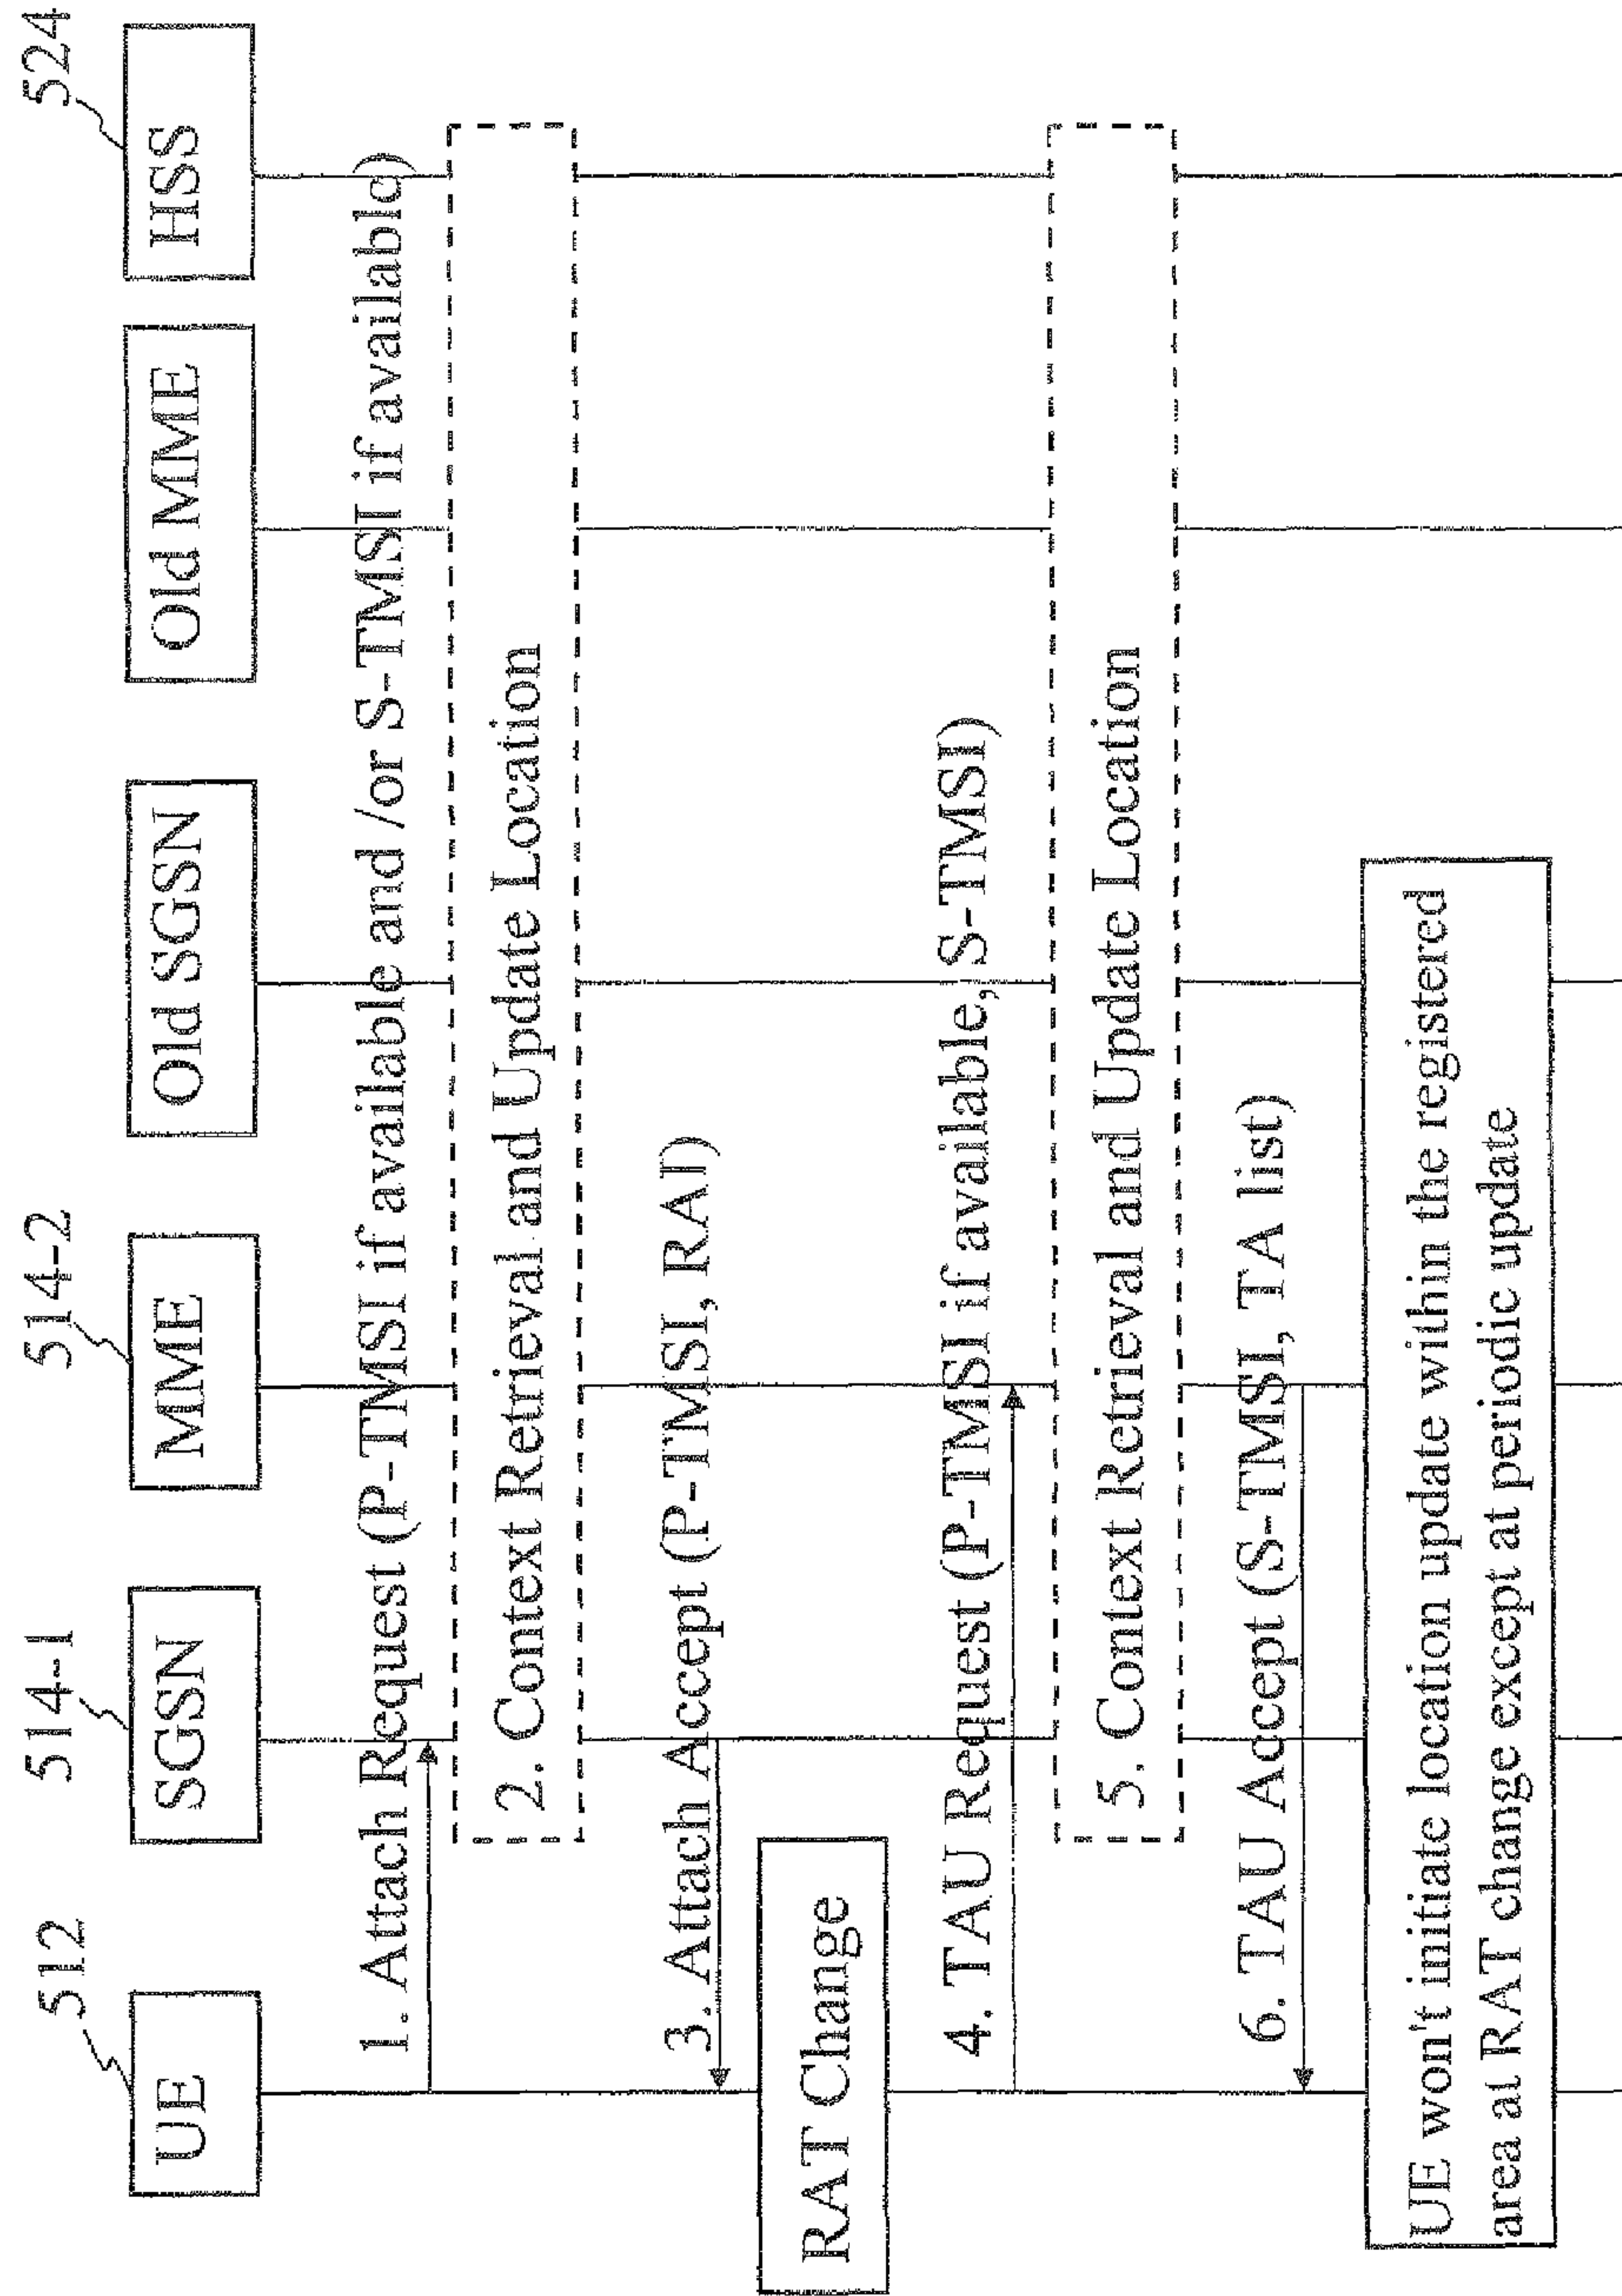 512
514-1
514-2
524
UE
SGSN
MME
Old SGSN
Old MME
HSS
1. Attach Request (P-TMSI if available and /or S-TMSI if available)
2. Context Retrieval and Update Location
3. Attach Accept (P-TMSI, RAI)
RAT Change
4. TAU Request (P-TMSI if available, S-TMSI)
5. Context Retrieval and Update Location
6. TAU Accept (S-TMSI, TA list)
UE won't initiate location update within the registered
area at RAT change except at periodic update